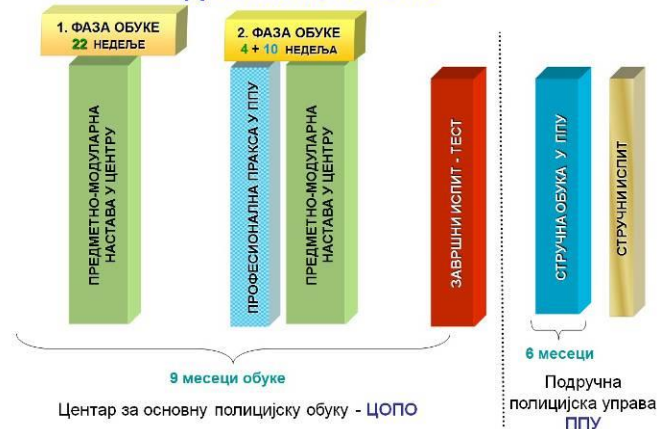 1. ФАЗА ОБУКЕ
22 НЕДЕЉЕ
2. ФАЗА ОБУКЕ
4 + 10 НЕДЕЉА
ПРЕДМЕТНО-МОДУЛАРНА
НАСТАВА У ЦЕНТРУ
ПРОФЕСИОНАЛНА ПРАКСА У ППУ
ПРЕДМЕТНО-МОДУЛАРНА
НАСТАВА У ЦЕНТРУ
ЗАВРШНИ ИСПИТ - ТЕСТ
СТРУЧНА ОБУКА У ППУ
СТРУЧНИ ИСПИТ
9 месеци обуке
Центар за основну полицијску обуку - ЦОПО
6 месеци
Подручна
полицијска управа
ППУ